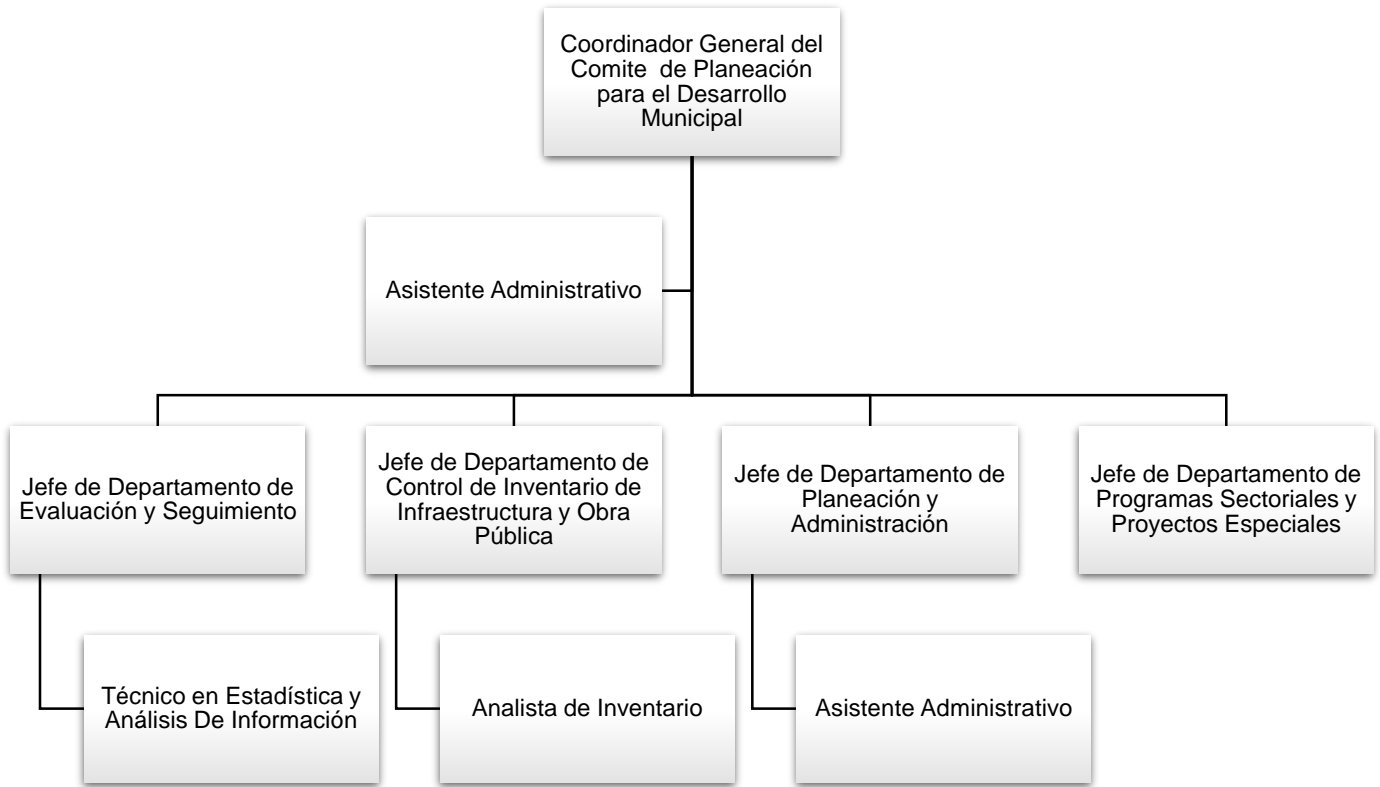 Coordinador General del
Comite de Planeación
para el Desarrollo
Municipal
Asistente Administrativo
Jefe de Departamento de
Evaluación y Seguimiento
Jefe de Departamento de
Control de Inventario de
Infraestructura y Obra
Pública
Jefe de Departamento de
Planeación y
Administración
Jefe de Departamento de
Programas Sectoriales y
Proyectos Especiales
Técnico en Estadística y
Análisis De Información
Analista de Inventario
Asistente Administrativo